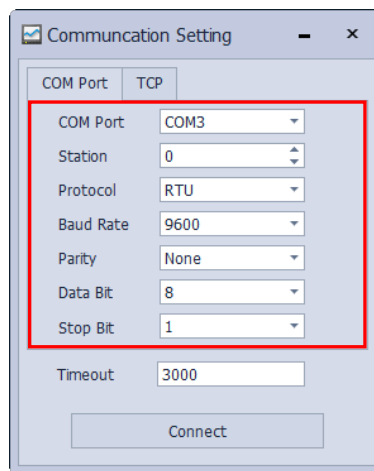 Communcation Setting
COM Port TCP
COM Port COM3
Station 0
Protocol RTU
Baud Rate 9600
Parity None
Data Bit 8
Stop Bit 1
Timeout 3000
Connect